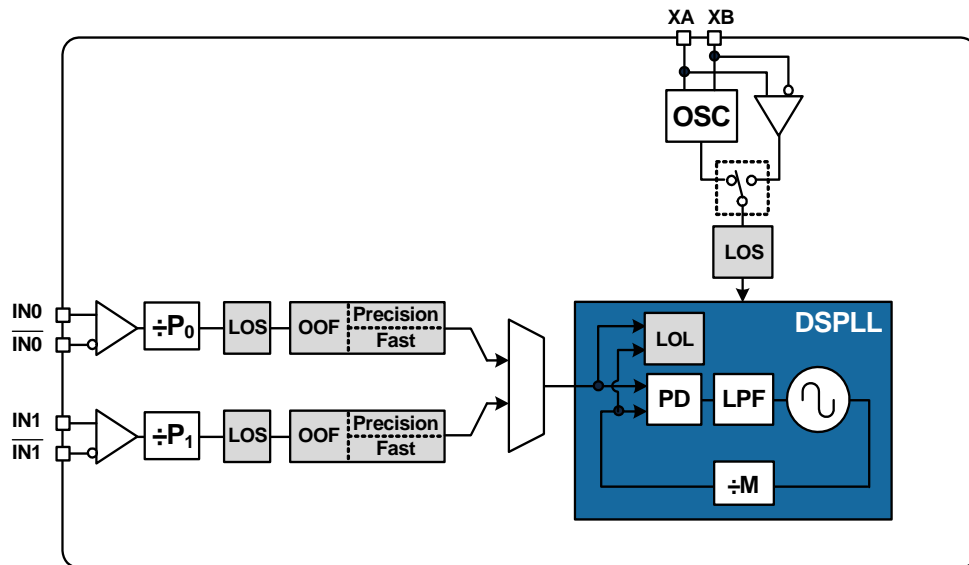 XA XB
OSC
LOS
IN0
IN0
÷P0
LOS
OOF
Precision
Fast
IN1
IN1
÷P1
LOS
OOF
Precision
Fast
DSPLL
LOL
PD
LPF
÷M